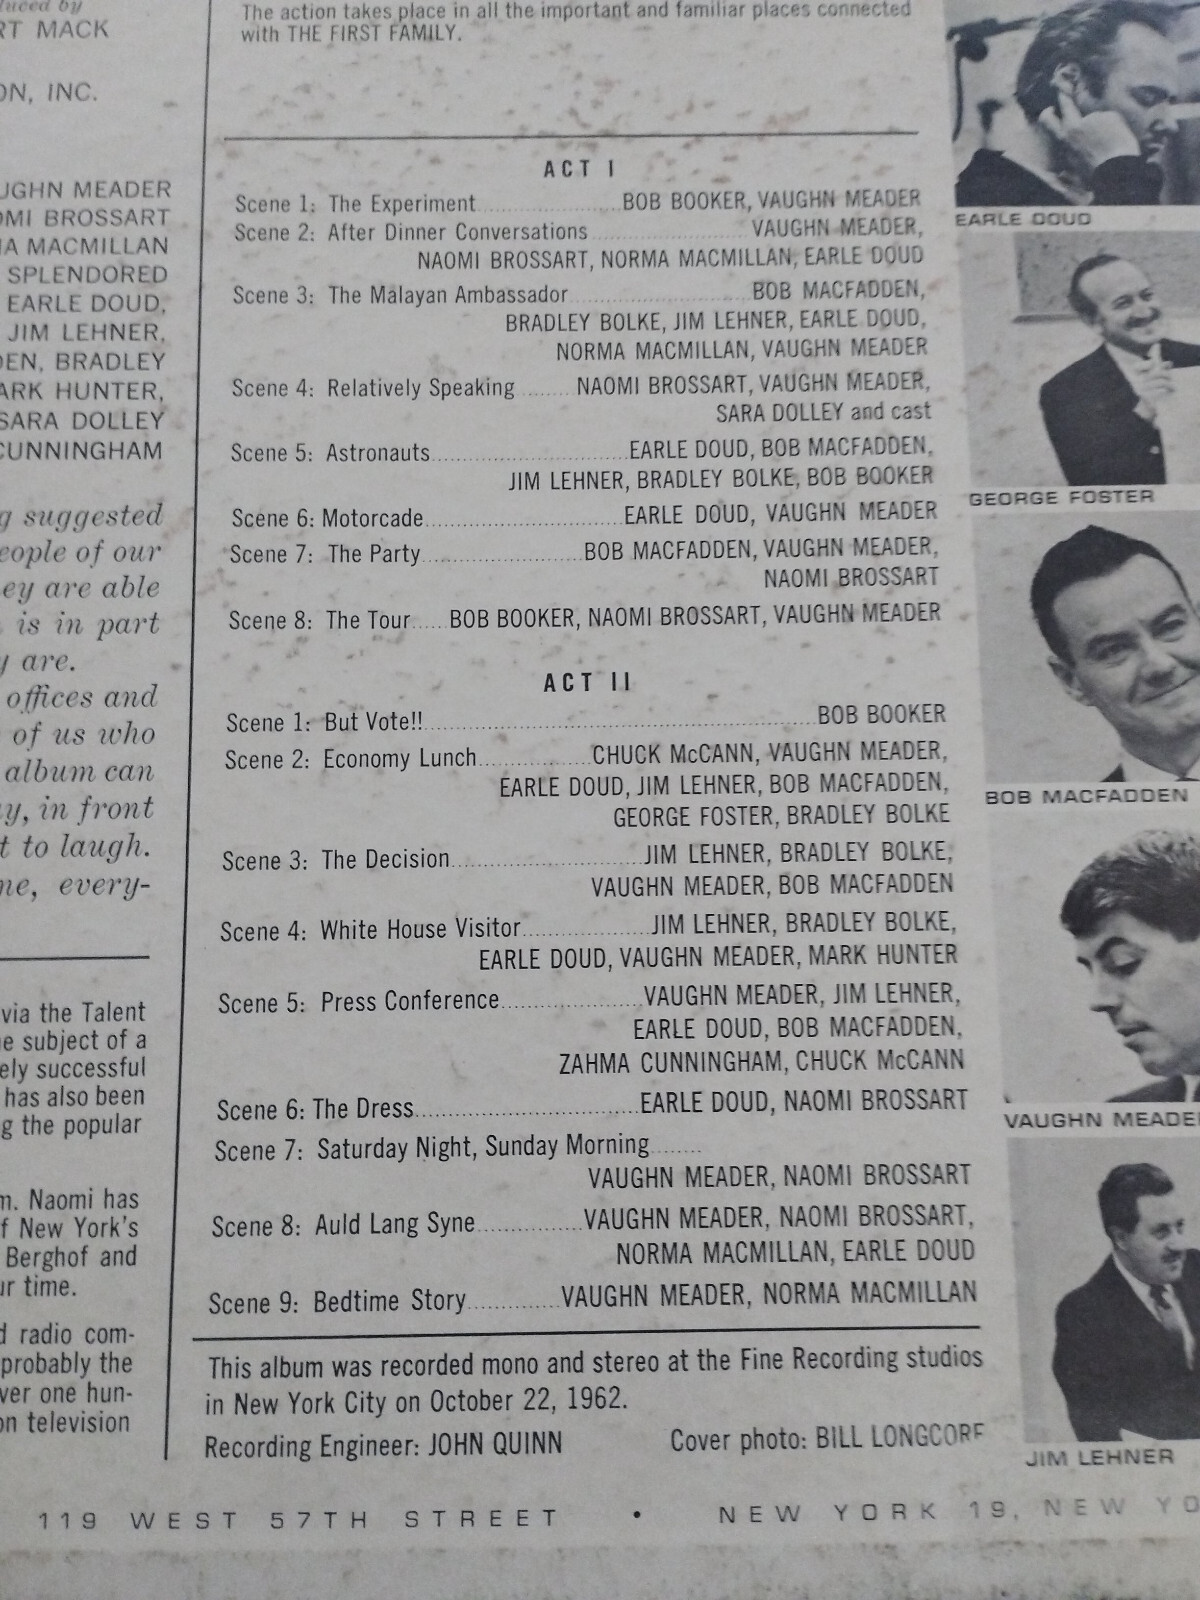 duced by
RT MACK
ON, INC.
UGHN MEADER
OMI BROSSART
MA MACMILLAN
SPLENDORED
EARLE DOUD,
JIM LEHNER,
DEN, BRADLEY
ARK HUNTER,
SARA DOLLEY
CUNNINGHAM
g suggested
eople of our
ey are able
is in part
y are.
offices and
of us who
album can
ay, in front
t to laugh.
me, every-
via the Talent
e subject of a
ely successful
has also been
g the popular
m. Naomi has
f New York's
Berghof and
ur time.
d radio com-
probably the
ver one hun-
on television
The action takes place in all the important and familiar places connected
with THE FIRST FAMILY.
ACT I
Scene 1: The Experiment BOB BOOKER, VAUGHN MEADER
Scene 2: After Dinner Conversations VAUGHN MEADER,
NAOMI BROSSART, NORMA MACMILLAN, EARLE DOUD
Scene 3: The Malayan Ambassador BOB MACFADDEN,
BRADLEY BOLKE, JIM LEHNER, EARLE DOUD,
NORMA MACMILLAN, VAUGHN MEADER
Scene 4: Relatively Speaking NAOMI BROSSART, VAUGHN MEADER,
SARA DOLLEY and cast
Scene 5: Astronauts EARLE DOUD, BOB MACFADDEN,
JIM LEHNER, BRADLEY BOLKE, BOB BOOKER
Scene 6: Motorcade EARLE DOUD, VAUGHN MEADER
Scene 7: The Party BOB MACFADDEN, VAUGHN MEADER,
NAOMI BROSSART
Scene 8: The Tour BOB BOOKER, NAOMI BROSSART, VAUGHN MEADER
ACT II
Scene 1: But Vote!! BOB BOOKER
Scene 2: Economy Lunch CHUCK McCANN, VAUGHN MEADER,
EARLE DOUD, JIM LEHNER, BOB MACFADDEN,
GEORGE FOSTER, BRADLEY BOLKE
Scene 3: The Decision JIM LEHNER, BRADLEY BOLKE,
VAUGHN MEADER, BOB MACFADDEN
Scene 4: White House Visitor JIM LEHNER, BRADLEY BOLKE,
EARLE DOUD, VAUGHN MEADER, MARK HUNTER
Scene 5: Press Conference VAUGHN MEADER, JIM LEHNER,
EARLE DOUD, BOB MACFADDEN,
ZAHMA CUNNINGHAM, CHUCK McCANN
Scene 6: The Dress EARLE DOUD, NAOMI BROSSART
Scene 7: Saturday Night, Sunday Morning
VAUGHN MEADER, NAOMI BROSSART
Scene 8: Auld Lang Syne VAUGHN MEADER, NAOMI BROSSART,
NORMA MACMILLAN, EARLE DOUD
Scene 9: Bedtime Story VAUGHN MEADER, NORMA MACMILLAN
This album was recorded mono and stereo at the Fine Recording studios
in New York City on October 22, 1962.
Recording Engineer: JOHN QUINN Cover photo: BILL LONGCORE
EARLE DOUD
GEORGE FOSTER
BOB MACFADDEN
VAUGHN MEADE
JIM LEHNER
119 WEST 57TH STREET • NEW YORK 19, NEW YO